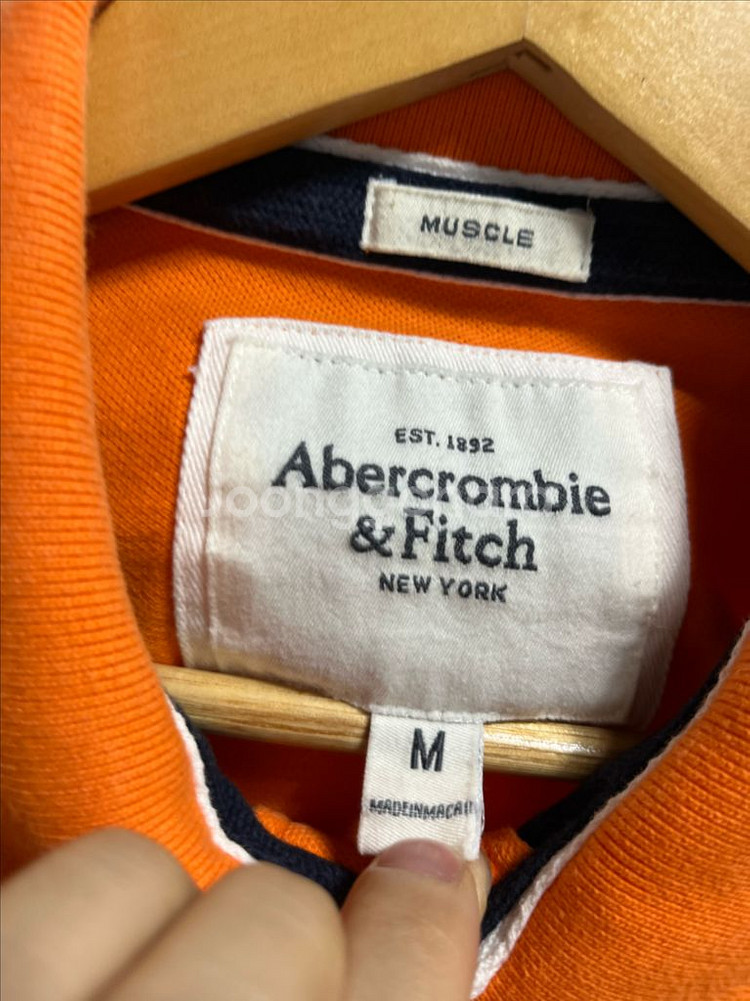 MUSCLE
EST. 1892
Abercrombie
& Fitch
NEW YORK
M
MADE IN MACAU